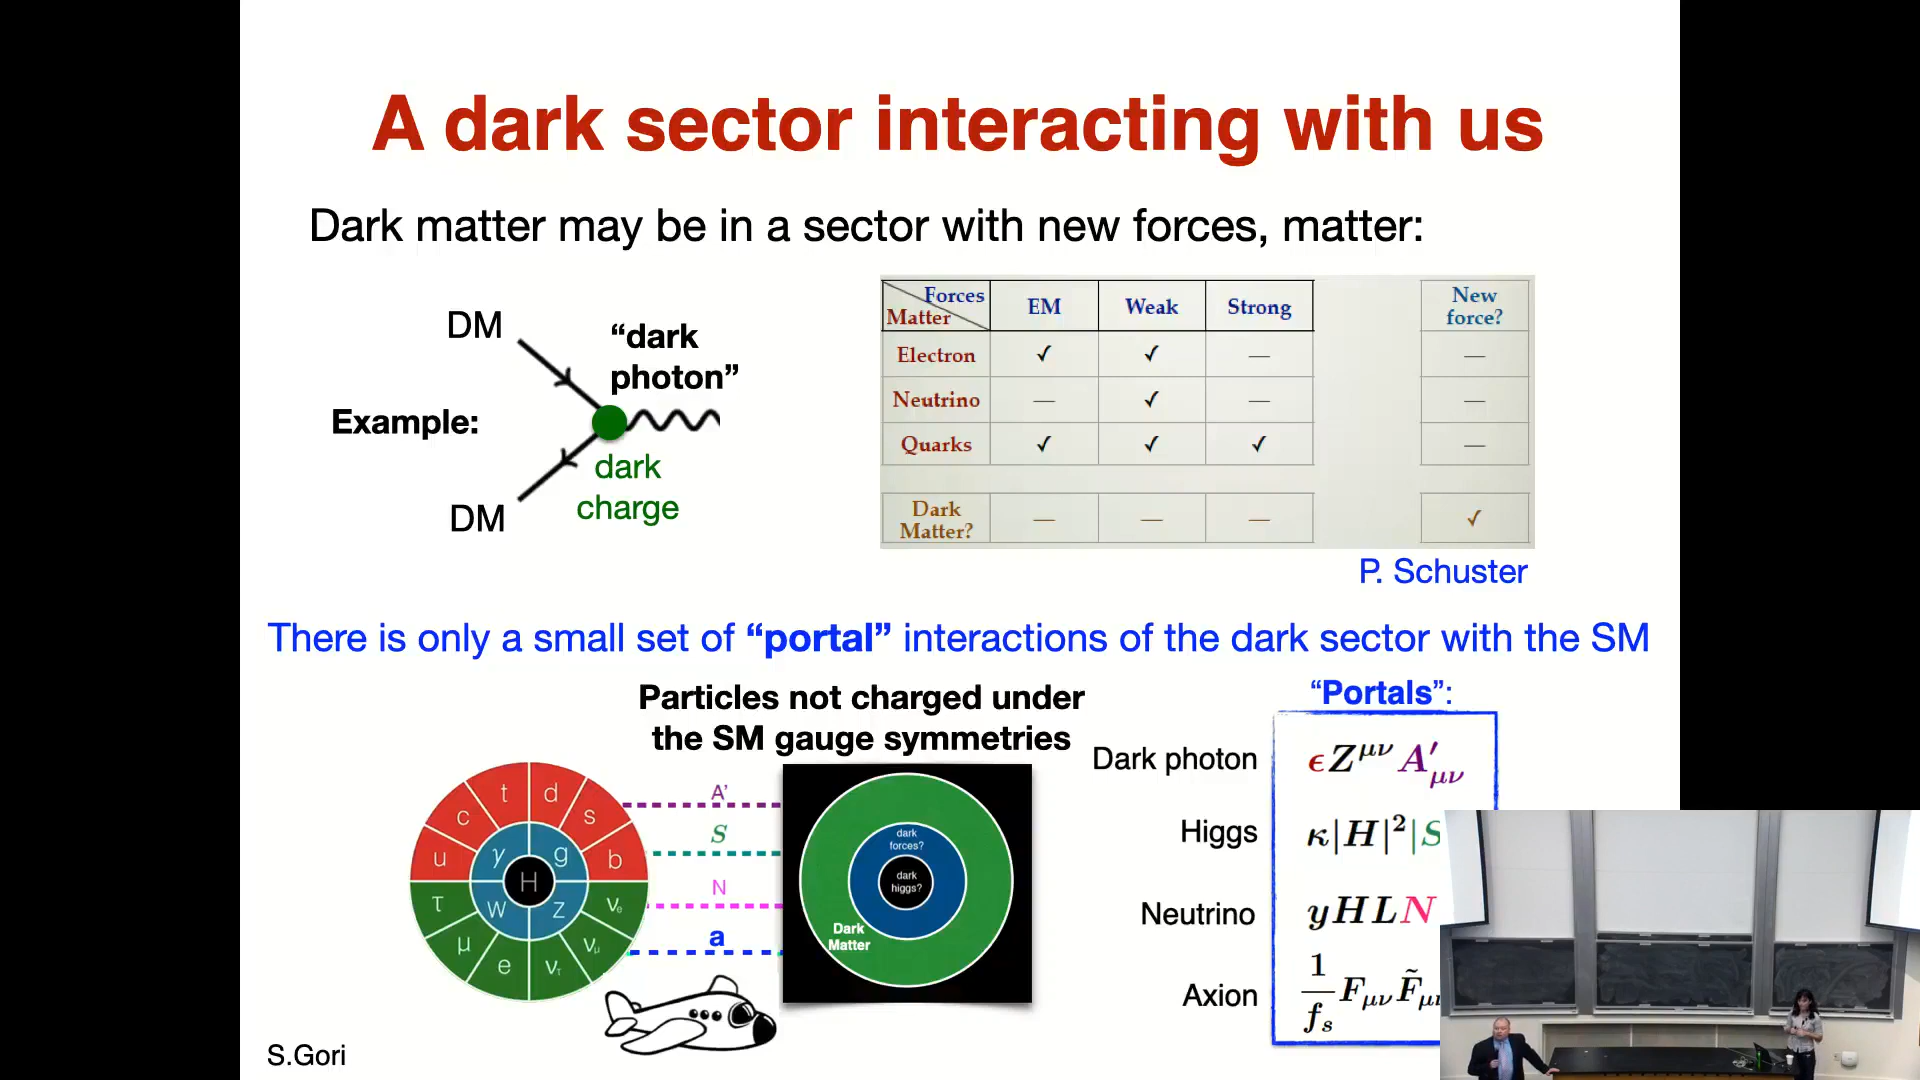 A dark sector interacting with us
Dark matter may be in a sector with new forces, matter:
Example:
DM
DM
“dark
photon”
dark
charge
Forces
Matter
EM
Weak
Strong
New
force?
Electron
✓
✓
—
—
Neutrino
—
✓
—
—
Quarks
✓
✓
✓
—
Dark
Matter?
—
—
—
✓
P. Schuster
There is only a small set of “portal” interactions of the dark sector with the SM
Particles not charged under
the SM gauge symmetries
t
d
c
s
u
b
γ
g
H
W
Z
τ
νe
μ
νμ
e
ντ
A'
S
N
a
dark
forces?
dark
higgs?
Dark
Matter
“Portals”:
Dark photon
ϵZ^μν A′_μν
Higgs
κ|H|²|S
Neutrino
yHLN
Axion
1/f_s F_μν F̃_μ
S.Gori